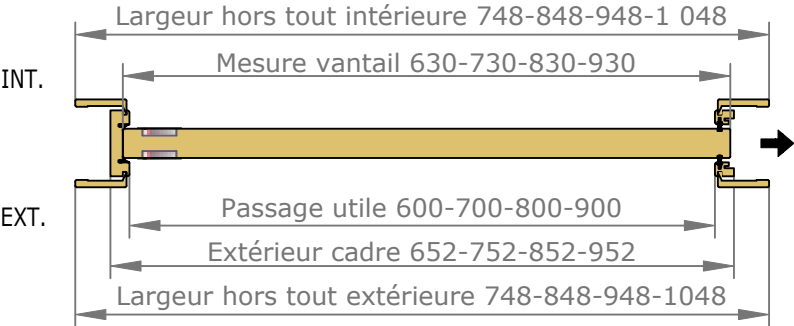 Largeur hors tout intérieure 748-848-948-1 048
Mesure vantail 630-730-830-930
INT.
Passage utile 600-700-800-900
EXT.
Extérieur cadre 652-752-852-952
Largeur hors tout extérieure 748-848-948-1048